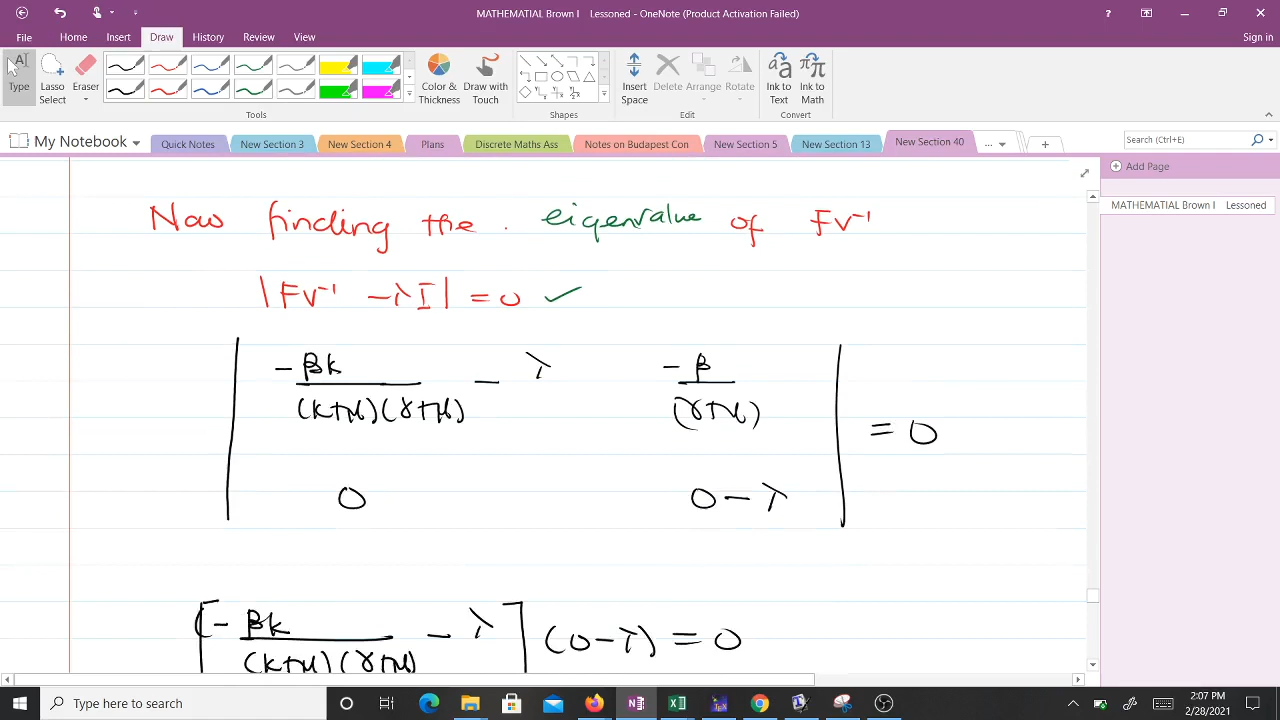 MATHEMATIAL Brown I Lessoned - OneNote (Product Activation Failed)
File Home Insert Draw History Review View Sign in
Type Lasso Select Eraser Color & Thickness Draw with Touch Insert Space Delete Arrange Rotate Ink to Text Ink to Math
Tools Shapes Edit Convert
My Notebook Quick Notes New Section 3 New Section 4 Plans Discrete Maths Ass Notes on Budapest Con New Section 5 New Section 13 New Section 40 ... Search (Ctrl+E)
Add Page
MATHEMATIAL Brown I Lessoned
Now finding the . eigenvalue of FV⁻¹
|FV⁻¹ - λI| = 0 ✓
| -βk/((k+μ)(γ+μ)) - λ   -β/(γ+μ) |
| 0   0 - λ | = 0
[-βk/((k+μ)(γ+μ)) - λ] (0 - λ) = 0
Type here to search
2:07 PM
2/28/2021